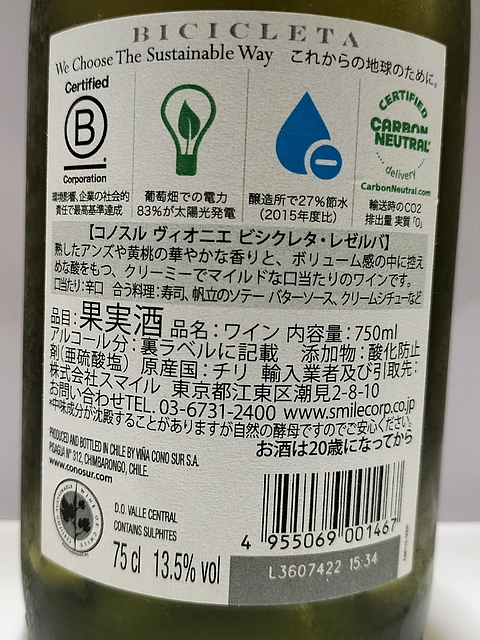 BICICLETA
We Choose The Sustainable Way これからの地球のために。
Certified
B
Corporation
環境影響、企業の社会的
責任で最高基準達成
葡萄畑での電力
83%が太陽光発電
醸造所で27%節水
(2015年度比)
CERTIFIED
CARBON
NEUTRAL
delivery
CarbonNeutral.com
輸送時のCO2
排出量 実質「0」
【コノスル ヴィオニエ ビシクレタ・レゼルバ】
熟したアンズや黄桃の華やかな香りと、ボリューム感の中に控え
めな酸をもつ、クリーミーでマイルドな口当たりのワインです。
口当たり:辛口 合う料理:寿司、帆立のソテー バターソース、クリームシチューなど
品目:果実酒 品名:ワイン 内容量:750ml
アルコール分:裏ラベルに記載 添加物:酸化防止
剤(亜硫酸塩) 原産国:チリ 輸入業者及び引取先:
株式会社スマイル 東京都江東区潮見2-8-10
お問い合わせTEL. 03-6731-2400 www.smilecorp.co.jp
*中味成分が沈殿することがありますが自然の酵母ですのでご安心ください。
お酒は20歳になってから
PRODUCED AND BOTTLED IN CHILE BY VIÑA CONO SUR S.A.
PISAGUA N° 312, CHIMBARONGO, CHILE.
www.conosur.com
D.O. VALLE CENTRAL
CONTAINS SULPHITES
75 cl 13.5% vol
4 955069 001467
L3607422 15:34